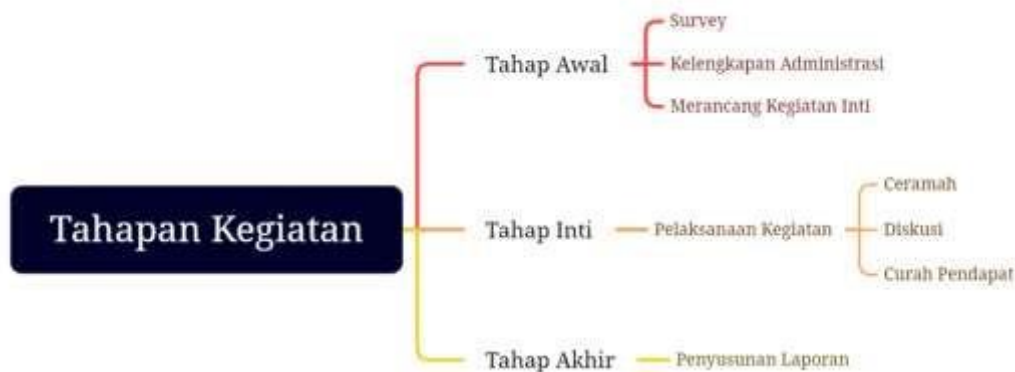 Tahapan Kegiatan
Tahap Awal
Survey
Kelengkapan Administrasi
Merancang Kegiatan Inti
Tahap Inti
Pelaksanaan Kegiatan
Ceramah
Diskusi
Curah Pendapat
Tahap Akhir
Penyusunan Laporan